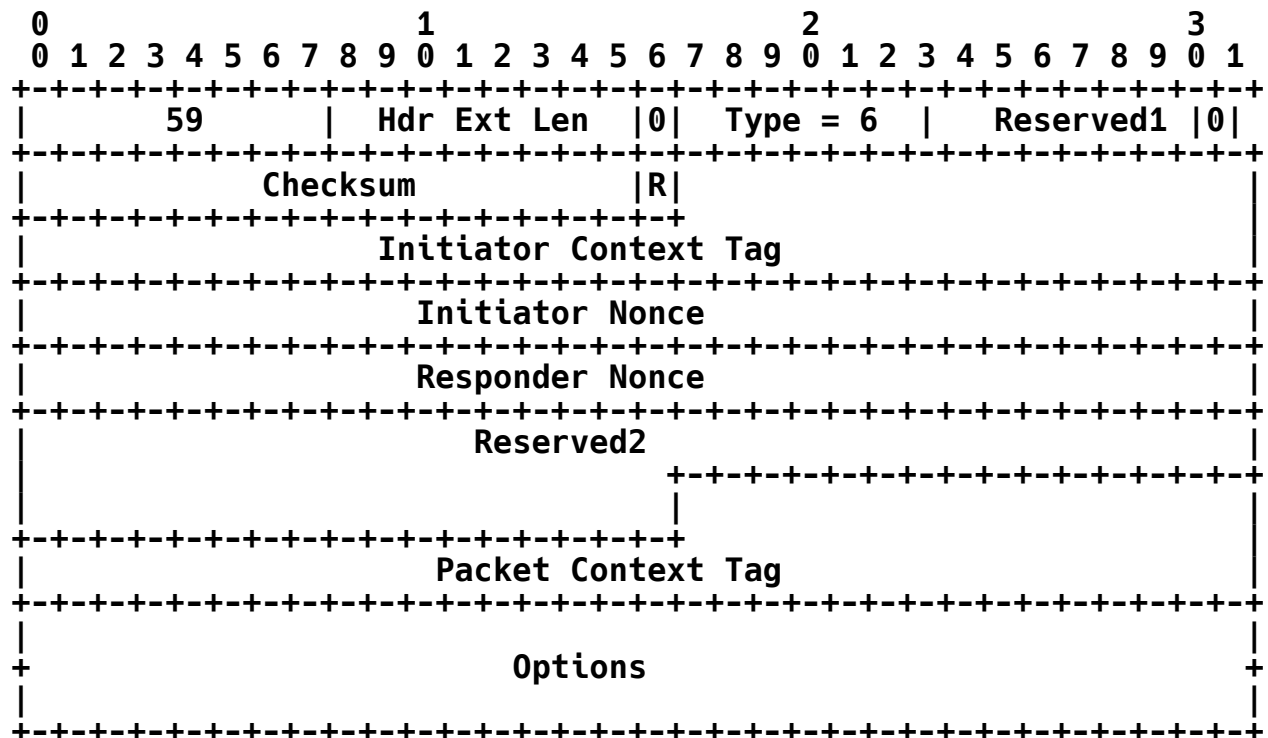 0                   1                   2                   3
 0 1 2 3 4 5 6 7 8 9 0 1 2 3 4 5 6 7 8 9 0 1 2 3 4 5 6 7 8 9 0 1
+-+-+-+-+-+-+-+-+-+-+-+-+-+-+-+-+-+-+-+-+-+-+-+-+-+-+-+-+-+-+-+-+
|       59      |  Hdr Ext Len  |0|  Type = 6  |   Reserved1 |0|
+-+-+-+-+-+-+-+-+-+-+-+-+-+-+-+-+-+-+-+-+-+-+-+-+-+-+-+-+-+-+-+-+
|            Checksum           |R|                             |
+-+-+-+-+-+-+-+-+-+-+-+-+-+-+-+-+-+                             |
|                  Initiator Context Tag                        |
+-+-+-+-+-+-+-+-+-+-+-+-+-+-+-+-+-+-+-+-+-+-+-+-+-+-+-+-+-+-+-+-+
|                    Initiator Nonce                            |
+-+-+-+-+-+-+-+-+-+-+-+-+-+-+-+-+-+-+-+-+-+-+-+-+-+-+-+-+-+-+-+-+
|                    Responder Nonce                            |
+-+-+-+-+-+-+-+-+-+-+-+-+-+-+-+-+-+-+-+-+-+-+-+-+-+-+-+-+-+-+-+-+
|                       Reserved2                               |
                                  +-+-+-+-+-+-+-+-+-+-+-+-+-+-+-+
|                                 |                             |
+-+-+-+-+-+-+-+-+-+-+-+-+-+-+-+-+-+                             |
|                     Packet Context Tag                        |
+-+-+-+-+-+-+-+-+-+-+-+-+-+-+-+-+-+-+-+-+-+-+-+-+-+-+-+-+-+-+-+-+
|                                                               |
+                         Options                               +
|                                                               |
+-+-+-+-+-+-+-+-+-+-+-+-+-+-+-+-+-+-+-+-+-+-+-+-+-+-+-+-+-+-+-+-+